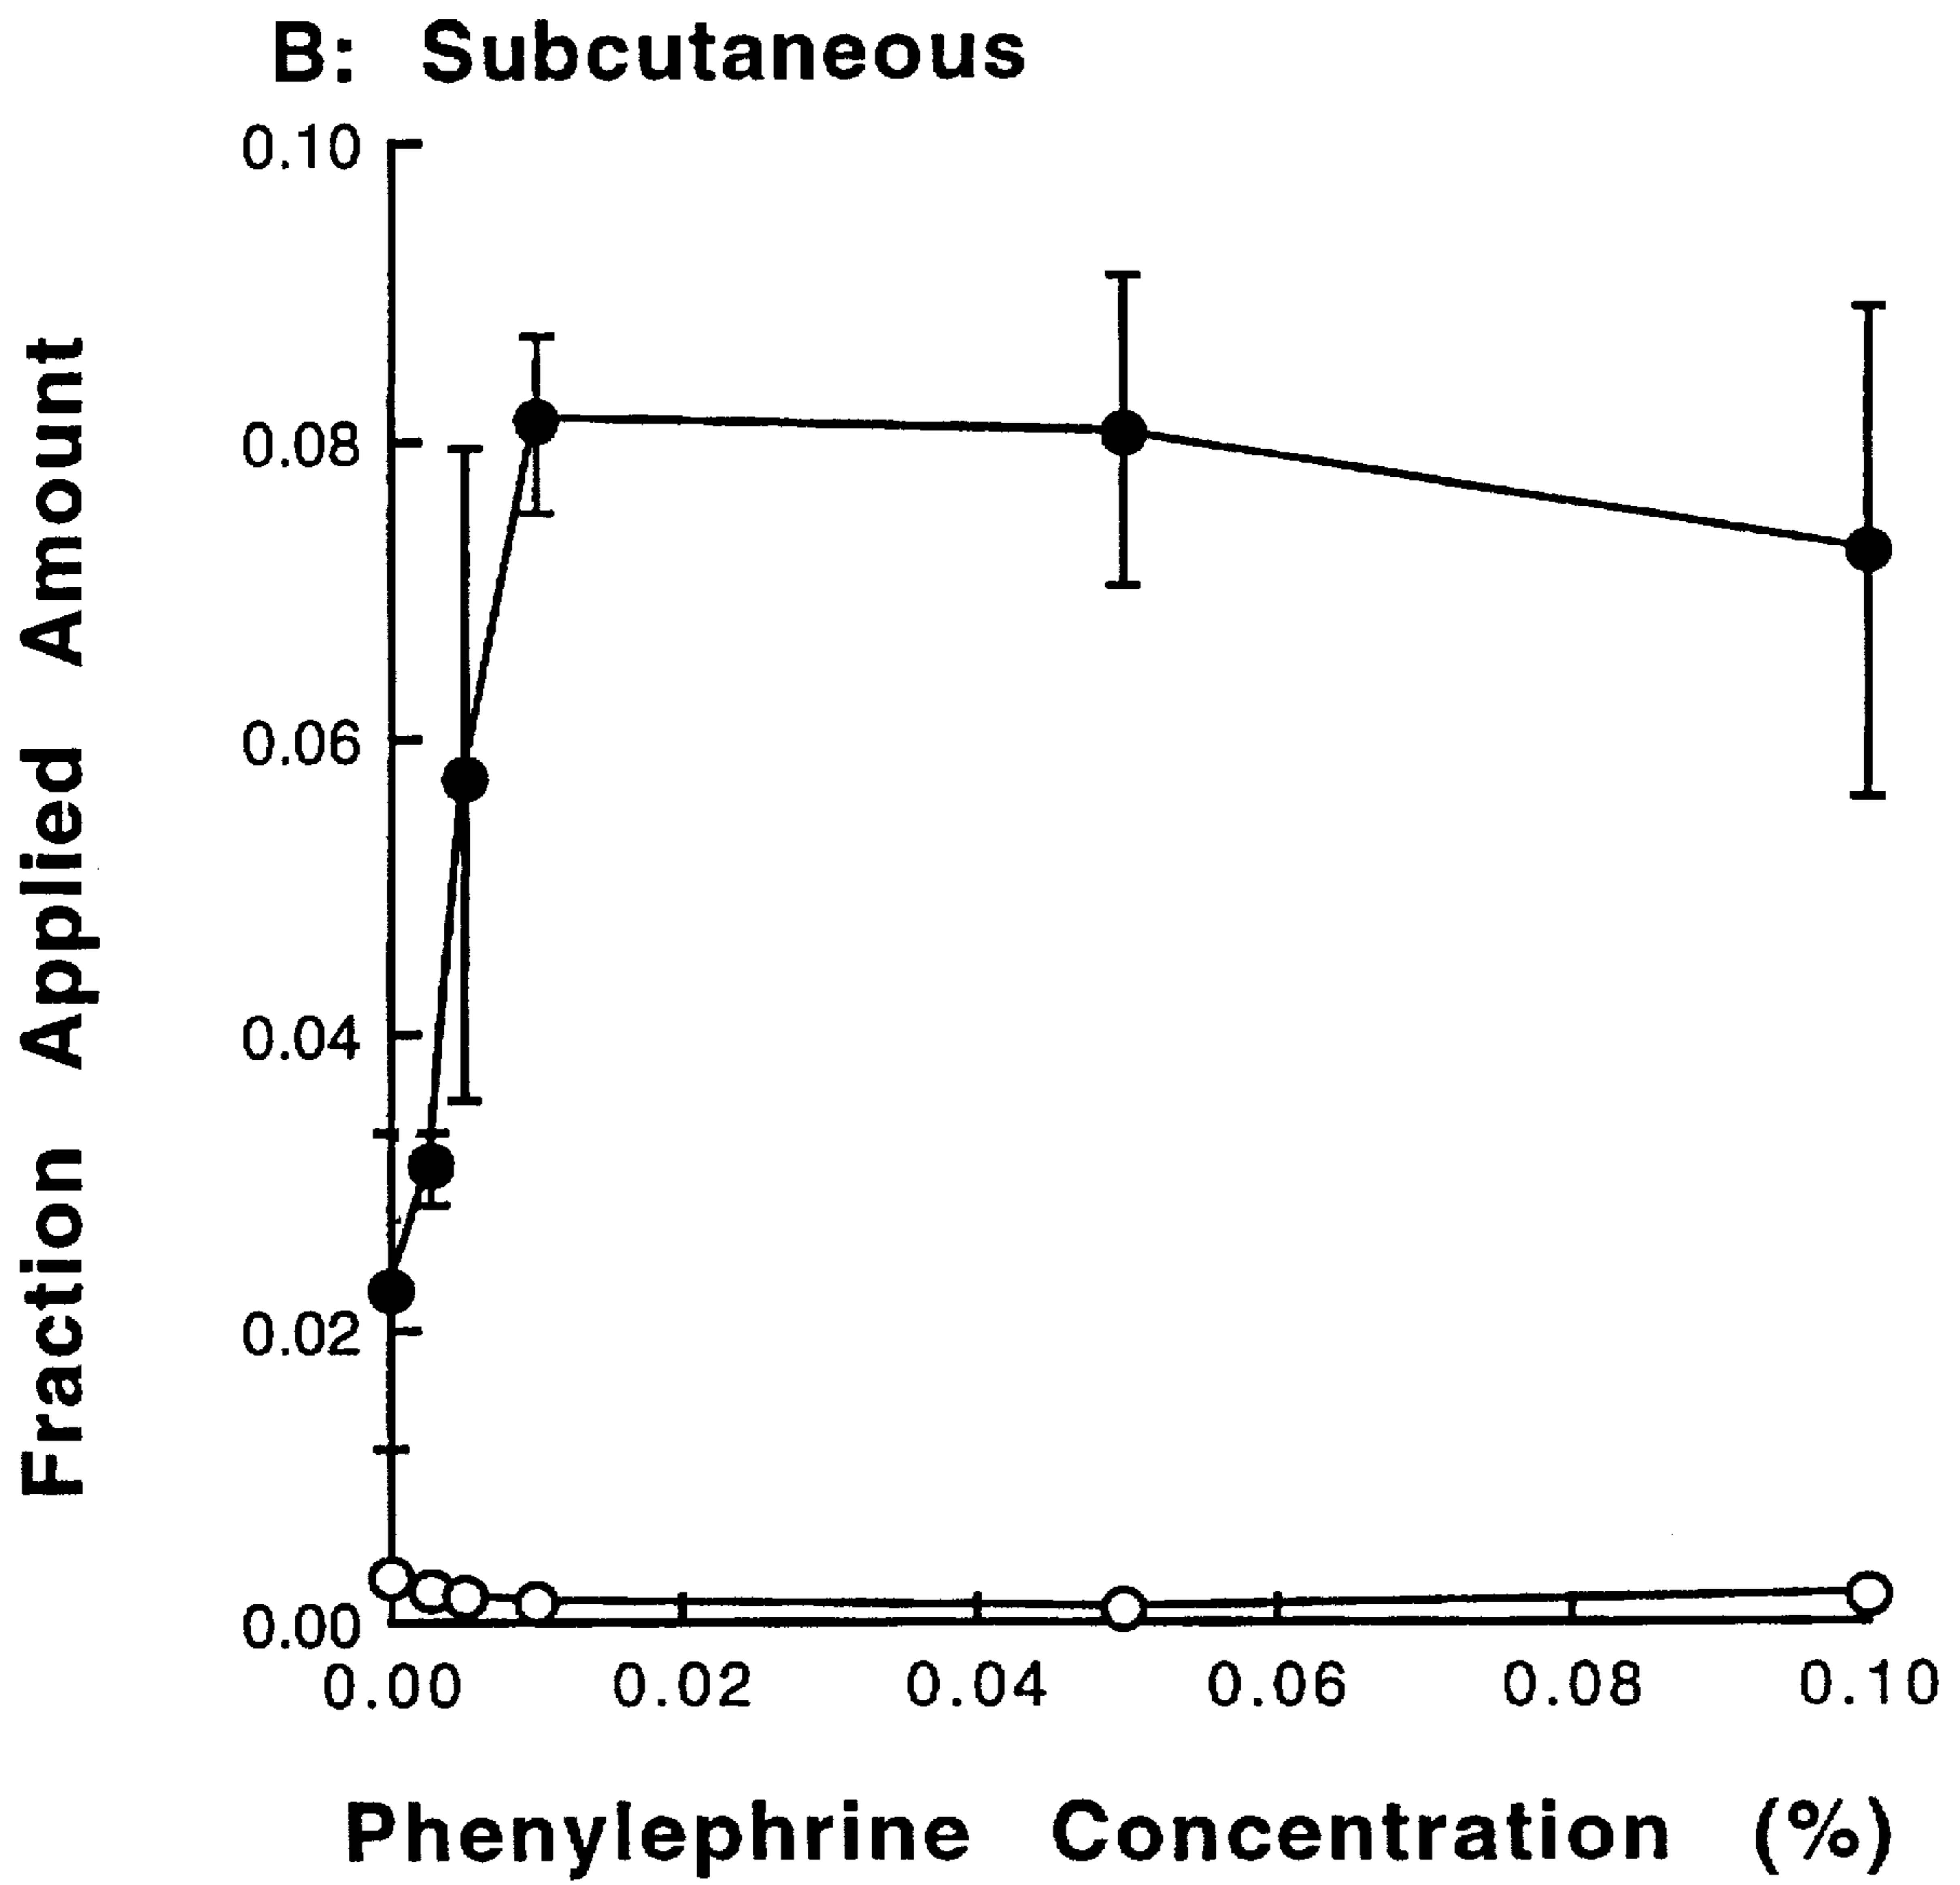 B: Subcutaneous
Fraction Applied Amount
0.10
0.08
0.06
0.04
0.02
0.00
0.00 0.02 0.04 0.06 0.08 0.10
Phenylephrine Concentration (%)